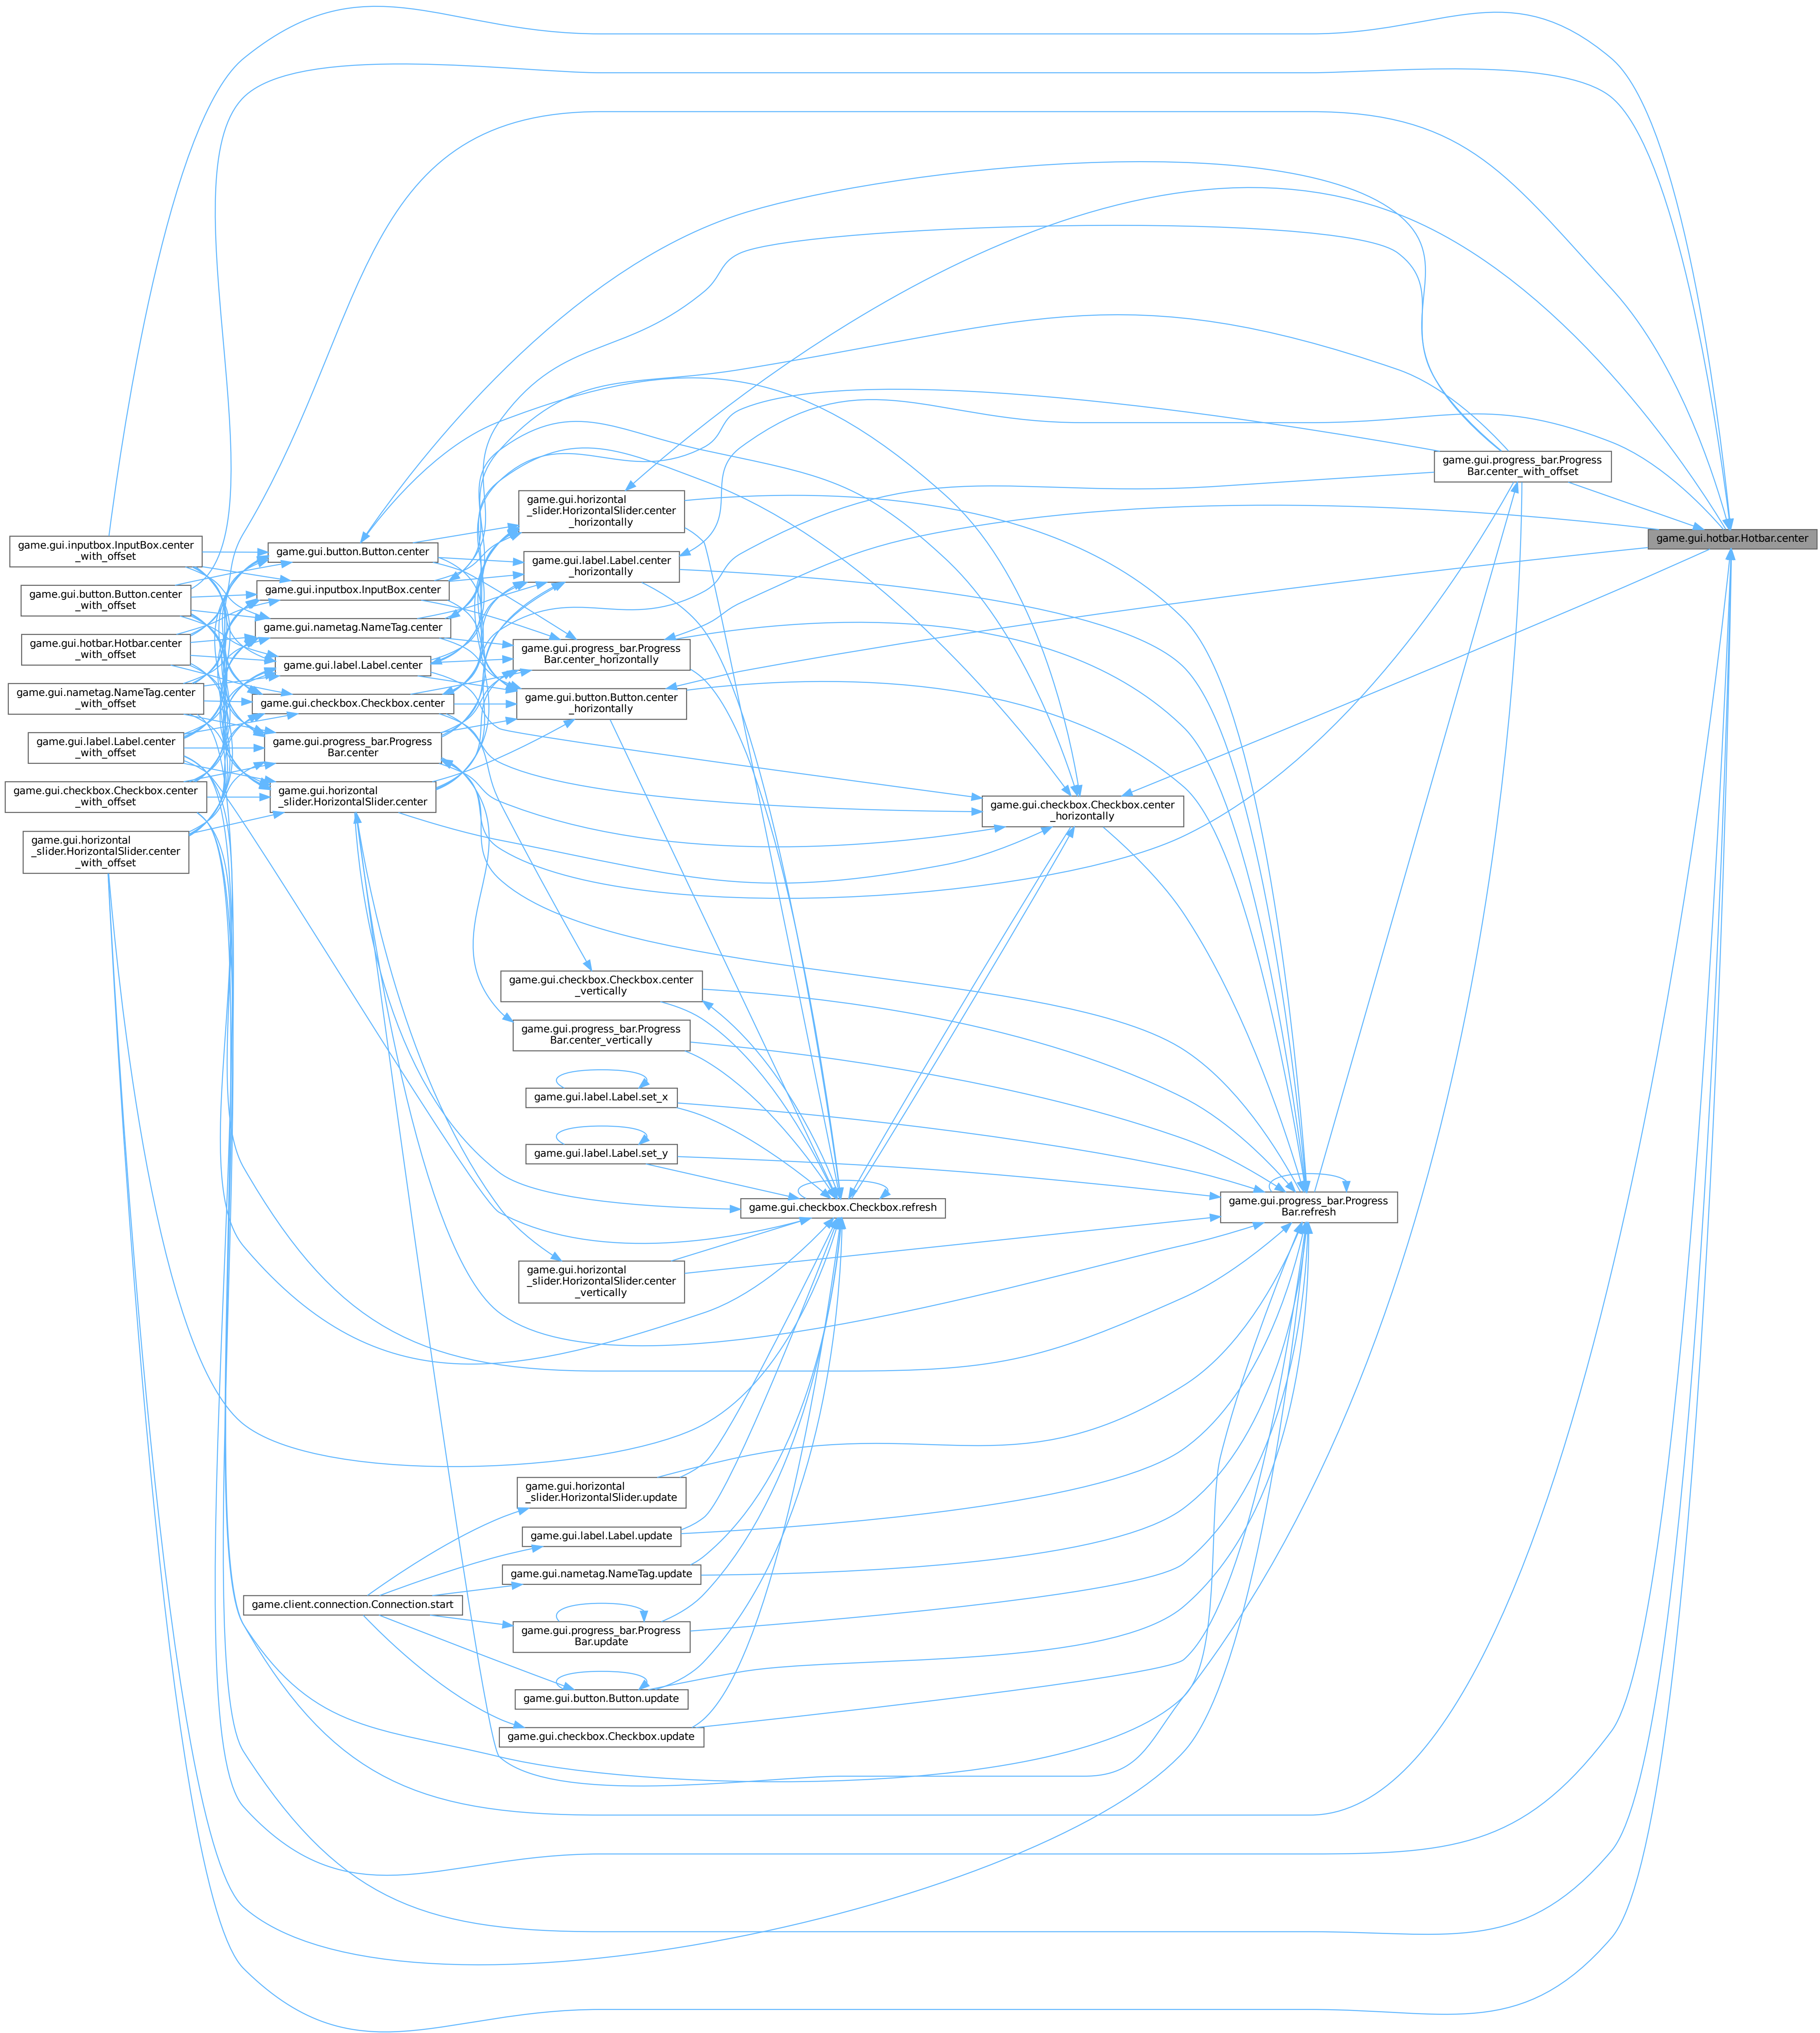 game.gui.inputbox.InputBox.center
_with_offset
game.gui.button.Button.center
_with_offset
game.gui.hotbar.Hotbar.center
_with_offset
game.gui.nametag.NameTag.center
_with_offset
game.gui.label.Label.center
_with_offset
game.gui.checkbox.Checkbox.center
_with_offset
game.gui.horizontal
_slider.HorizontalSlider.center
_with_offset
game.gui.button.Button.center
game.gui.inputbox.InputBox.center
game.gui.nametag.NameTag.center
game.gui.label.Label.center
game.gui.checkbox.Checkbox.center
game.gui.progress_bar.Progress
Bar.center
game.gui.horizontal
_slider.HorizontalSlider.center
game.client.connection.Connection.start
game.gui.horizontal
_slider.HorizontalSlider.center
_horizontally
game.gui.label.Label.center
_horizontally
game.gui.progress_bar.Progress
Bar.center_horizontally
game.gui.button.Button.center
_horizontally
game.gui.checkbox.Checkbox.center
_vertically
game.gui.progress_bar.Progress
Bar.center_vertically
game.gui.label.Label.set_x
game.gui.label.Label.set_y
game.gui.horizontal
_slider.HorizontalSlider.center
_vertically
game.gui.horizontal
_slider.HorizontalSlider.update
game.gui.label.Label.update
game.gui.nametag.NameTag.update
game.gui.progress_bar.Progress
Bar.update
game.gui.button.Button.update
game.gui.checkbox.Checkbox.update
game.gui.checkbox.Checkbox.refresh
game.gui.checkbox.Checkbox.center
_horizontally
game.gui.progress_bar.Progress
Bar.refresh
game.gui.progress_bar.Progress
Bar.center_with_offset
game.gui.hotbar.Hotbar.center